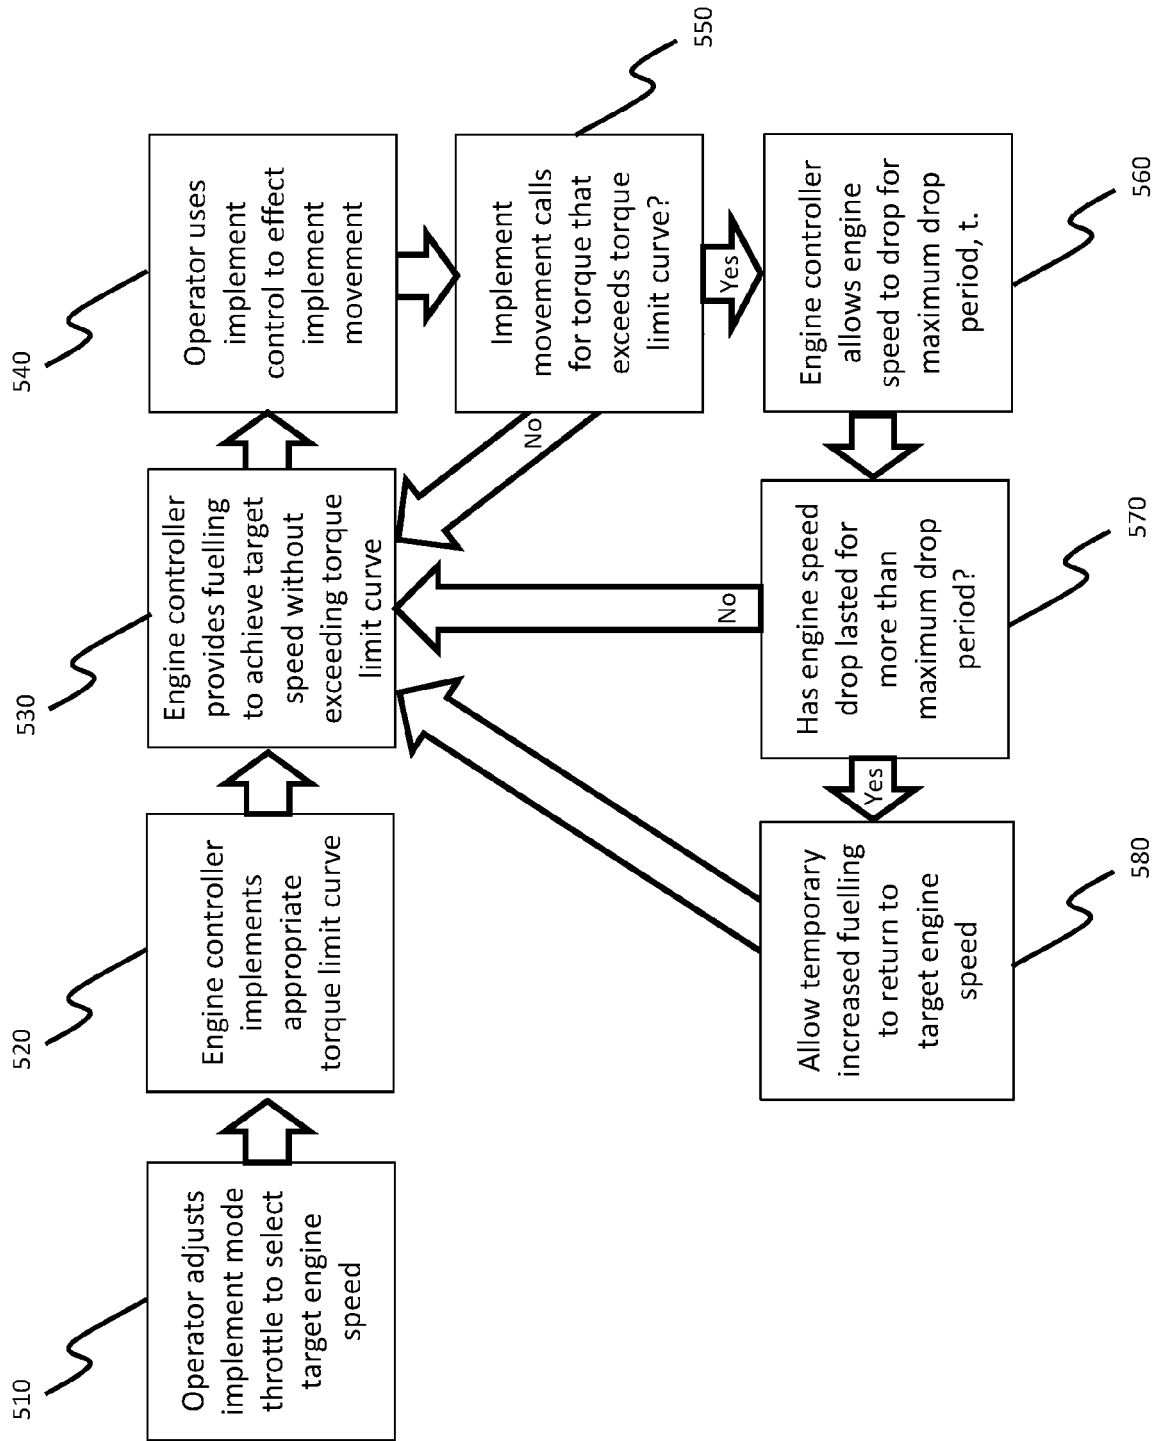 510
Operator adjusts
implement mode
throttle to select
target engine
speed
520
Engine controller
implements
appropriate
torque limit curve
530
Engine controller
provides fuelling
to achieve target
speed without
exceeding torque
limit curve
540
Operator uses
implement
control to effect
implement
movement
550
Implement
movement calls
for torque that
exceeds torque
limit curve?
No
Yes
560
Engine controller
allows engine
speed to drop for
maximum drop
period, t.
570
Has engine speed
drop lasted for
more than
maximum drop
period?
No
Yes
580
Allow temporary
increased fuelling
to return to
target engine
speed